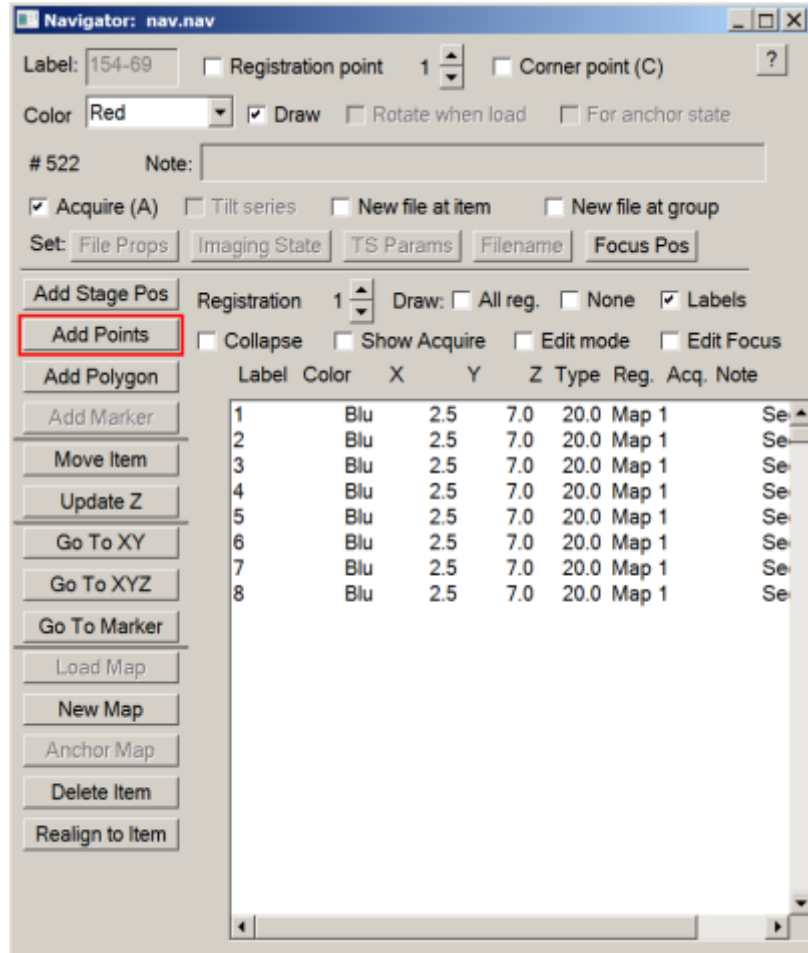 Navigator: nav.nav
Label: 154-69 Registration point 1 Corner point (C) ?
Color Red Draw Rotate when load For anchor state
# 522 Note:
Acquire (A) Tilt series New file at item New file at group
Set: File Props Imaging State TS Params Filename Focus Pos
Add Stage Pos Registration 1 Draw: All reg. None Labels
Add Points Collapse Show Acquire Edit mode Edit Focus
Add Polygon Label Color X Y Z Type Reg. Acq. Note
Add Marker 1 Blu 2.5 7.0 20.0 Map 1 Se
2 Blu 2.5 7.0 20.0 Map 1 Se
Move Item 3 Blu 2.5 7.0 20.0 Map 1 Se
4 Blu 2.5 7.0 20.0 Map 1 Se
Update Z 5 Blu 2.5 7.0 20.0 Map 1 Se
Go To XY 6 Blu 2.5 7.0 20.0 Map 1 Se
7 Blu 2.5 7.0 20.0 Map 1 Se
Go To XYZ 8 Blu 2.5 7.0 20.0 Map 1 Se
Go To Marker
Load Map
New Map
Anchor Map
Delete Item
Realign to Item